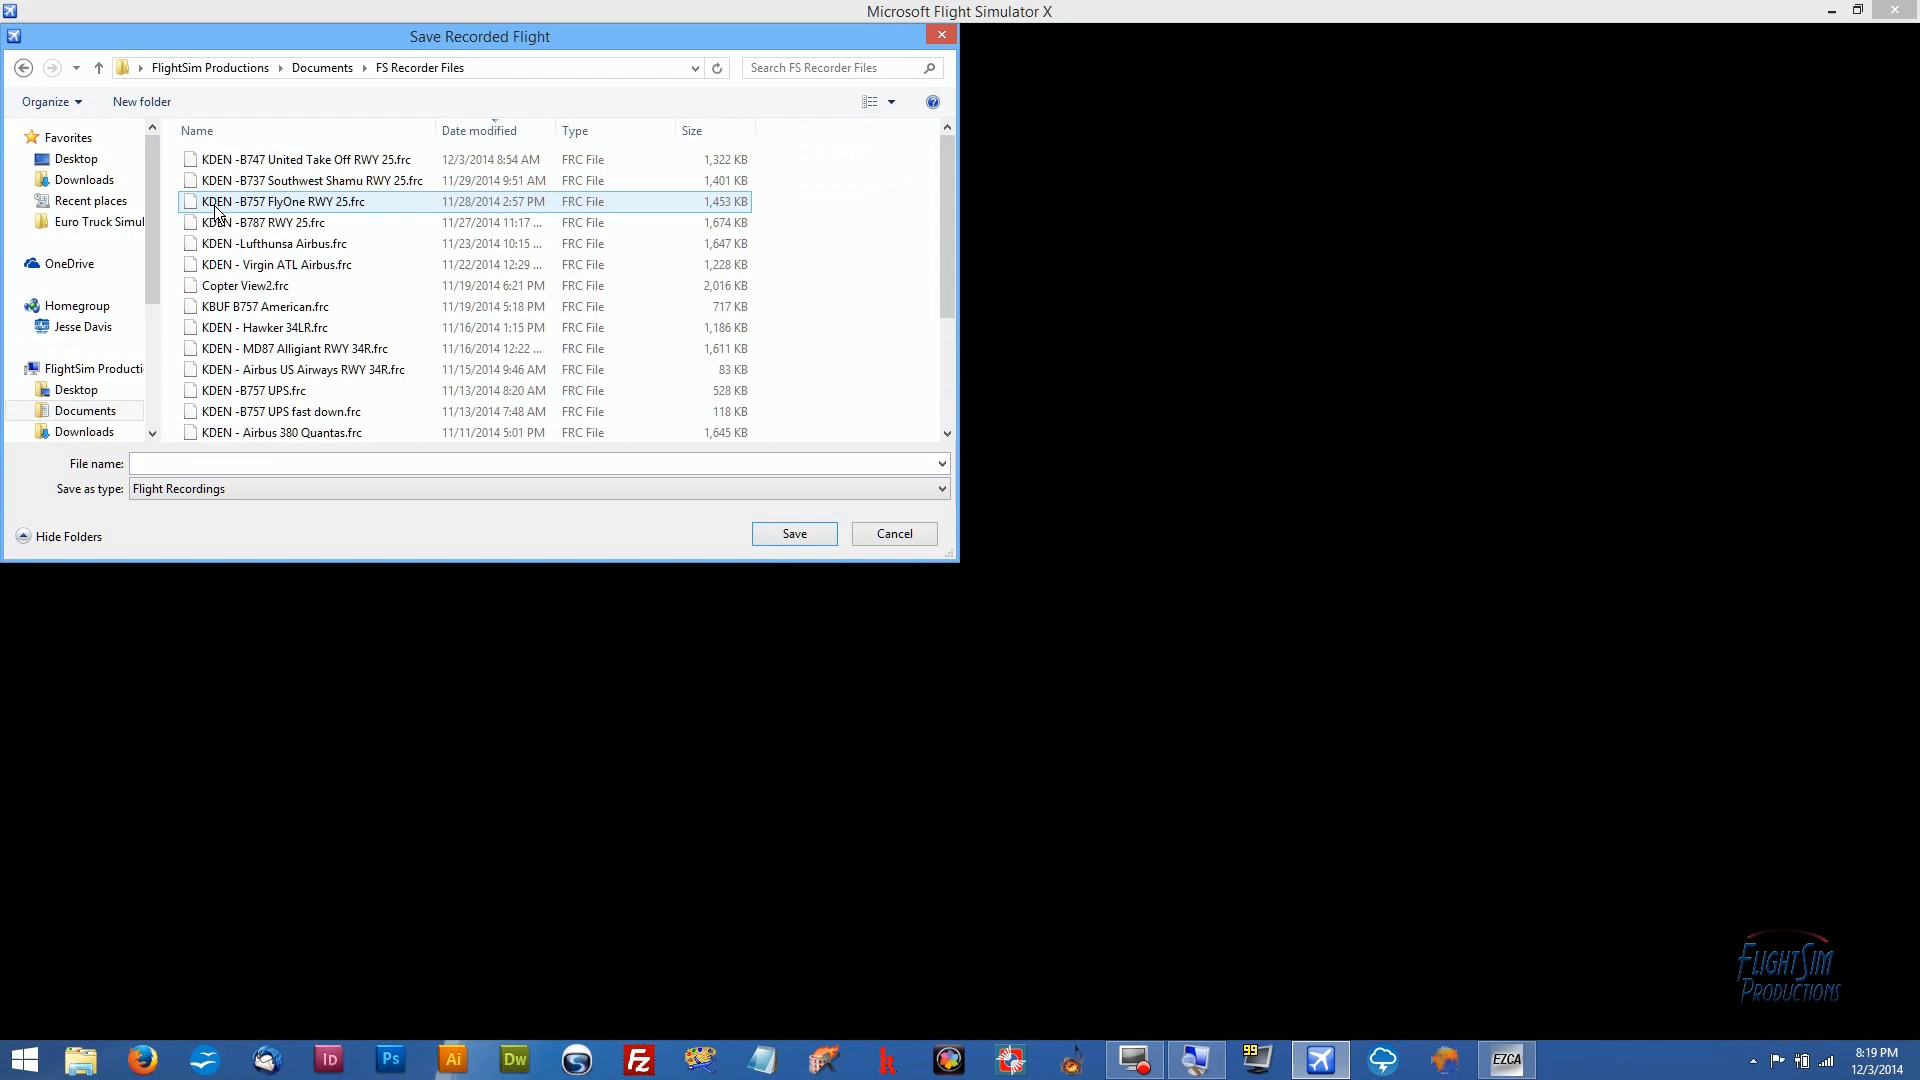 Microsoft Flight Simulator X
Save Recorded Flight
FlightSim Productions Documents FS Recorder Files
Search FS Recorder Files
Organize
New folder
Name Date modified Type Size
Favorites
Desktop
Downloads
Recent places
Euro Truck Simul
OneDrive
Homegroup
Jesse Davis
FlightSim Producti
Desktop
Documents
Downloads
KDEN -B747 United Take Off RWY 25.frc 12/3/2014 8:54 AM FRC File 1,322 KB
KDEN -B737 Southwest Shamu RWY 25.frc 11/29/2014 9:51 AM FRC File 1,401 KB
KDEN -B757 FlyOne RWY 25.frc 11/28/2014 2:57 PM FRC File 1,453 KB
KDEN -B787 RWY 25.frc 11/27/2014 11:17 ... FRC File 1,674 KB
KDEN -Lufthunsa Airbus.frc 11/23/2014 10:15 ... FRC File 1,647 KB
KDEN - Virgin ATL Airbus.frc 11/22/2014 12:29 ... FRC File 1,228 KB
Copter View2.frc 11/19/2014 6:21 PM FRC File 2,016 KB
KBUF B757 American.frc 11/19/2014 5:18 PM FRC File 717 KB
KDEN - Hawker 34LR.frc 11/16/2014 1:15 PM FRC File 1,186 KB
KDEN - MD87 Alligiant RWY 34R.frc 11/16/2014 12:22 ... FRC File 1,611 KB
KDEN - Airbus US Airways RWY 34R.frc 11/15/2014 9:46 AM FRC File 83 KB
KDEN -B757 UPS.frc 11/13/2014 8:20 AM FRC File 528 KB
KDEN -B757 UPS fast down.frc 11/13/2014 7:48 AM FRC File 118 KB
KDEN - Airbus 380 Quantas.frc 11/11/2014 5:01 PM FRC File 1,645 KB
File name:
Save as type: Flight Recordings
Hide Folders
Save
Cancel
FlightSim
Productions
Id
Ps
Ai
Dw
Fz
k
99
EZCA
8:19 PM
12/3/2014